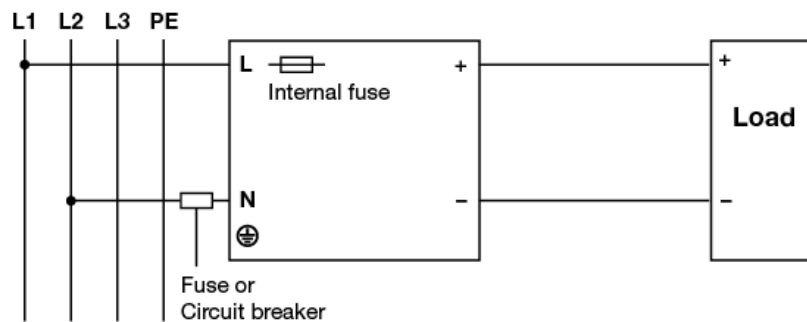 L1 L2 L3 PE
L
+
+
Internal fuse
Load
N
−
−
Fuse or
Circuit breaker